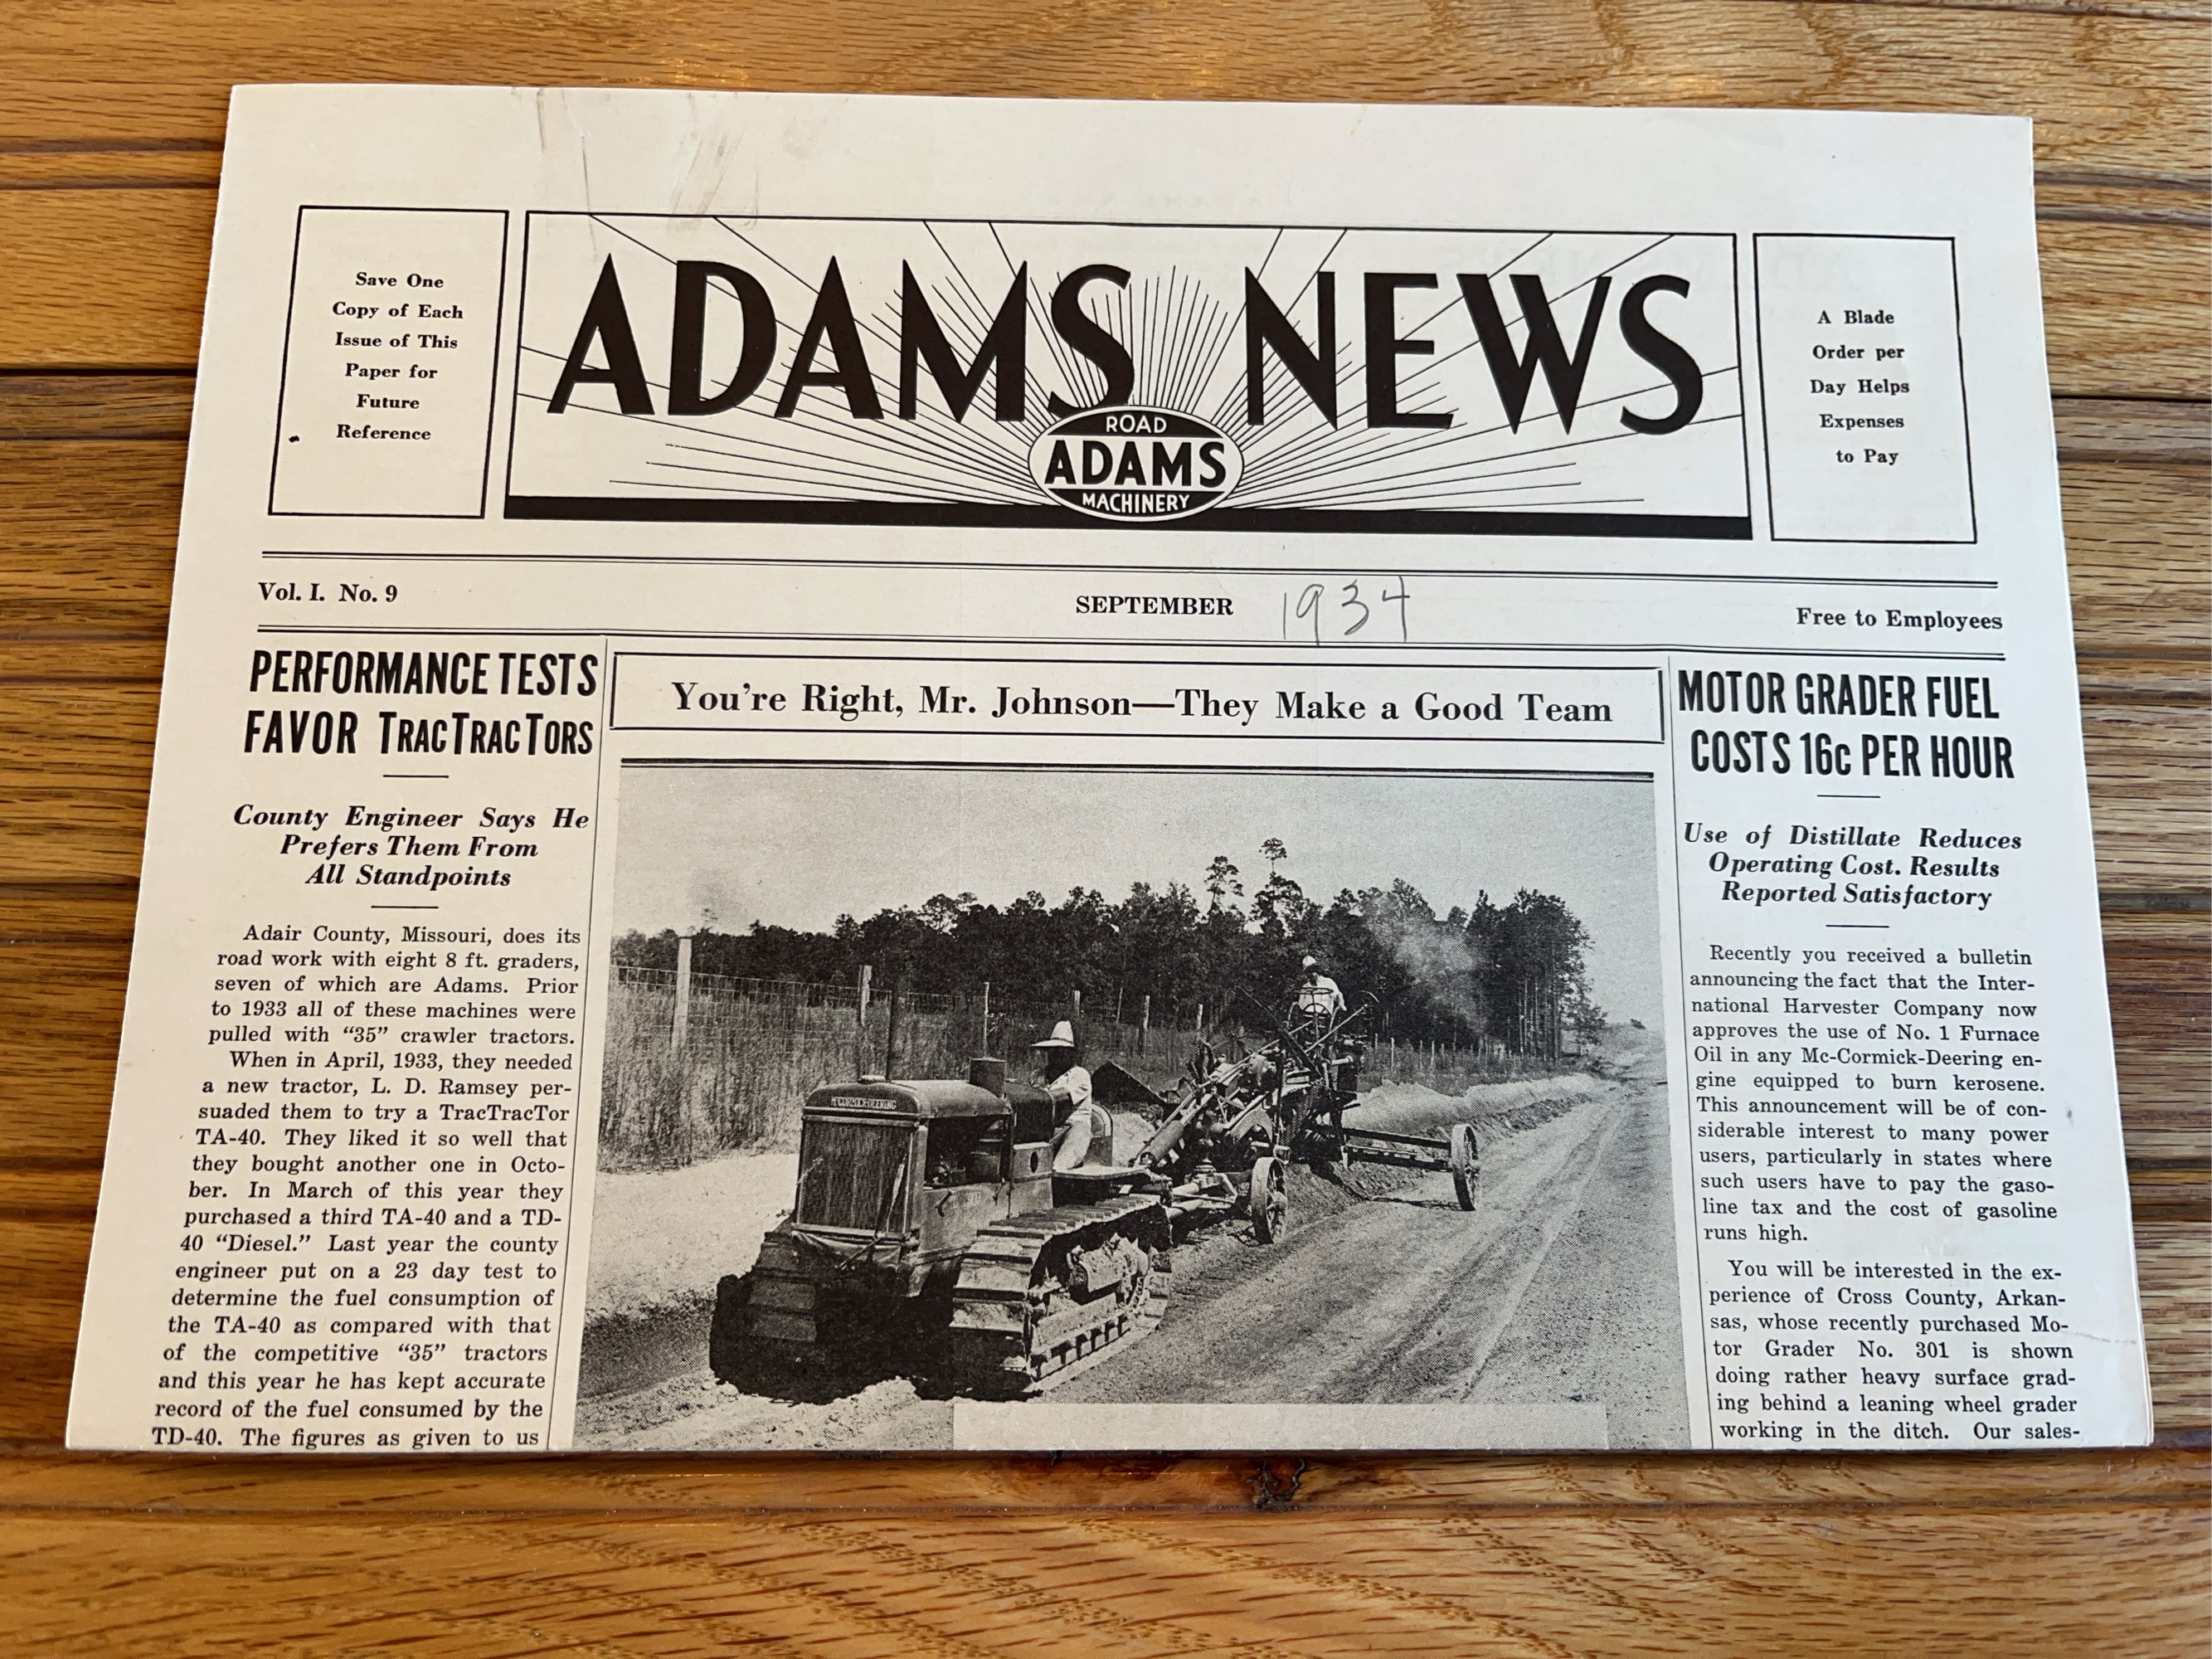 Save One
Copy of Each
Issue of This
Paper for
Future
Reference
ADAMS NEWS
ROAD
ADAMS
MACHINERY
A Blade
Order per
Day Helps
Expenses
to Pay
Vol. I. No. 9
SEPTEMBER 1934
Free to Employees
PERFORMANCE TESTS
FAVOR TRACTRACTORS
County Engineer Says He
Prefers Them From
All Standpoints
Adair County, Missouri, does its
road work with eight 8 ft. graders,
seven of which are Adams. Prior
to 1933 all of these machines were
pulled with “35” crawler tractors.
When in April, 1933, they needed
a new tractor, L. D. Ramsey per-
suaded them to try a TracTracTor
TA-40. They liked it so well that
they bought another one in Octo-
ber. In March of this year they
purchased a third TA-40 and a TD-
40 “Diesel.” Last year the county
engineer put on a 23 day test to
determine the fuel consumption of
the TA-40 as compared with that
of the competitive “35” tractors
and this year he has kept accurate
record of the fuel consumed by the
TD-40. The figures as given to us
You're Right, Mr. Johnson—They Make a Good Team
McCORMICK-DEERING
MOTOR GRADER FUEL
COSTS 16c PER HOUR
Use of Distillate Reduces
Operating Cost. Results
Reported Satisfactory
Recently you received a bulletin
announcing the fact that the Inter-
national Harvester Company now
approves the use of No. 1 Furnace
Oil in any Mc-Cormick-Deering en-
gine equipped to burn kerosene.
This announcement will be of con-
siderable interest to many power
users, particularly in states where
such users have to pay the gaso-
line tax and the cost of gasoline
runs high.
You will be interested in the ex-
perience of Cross County, Arkan-
sas, whose recently purchased Mo-
tor Grader No. 301 is shown
doing rather heavy surface grad-
ing behind a leaning wheel grader
working in the ditch. Our sales-